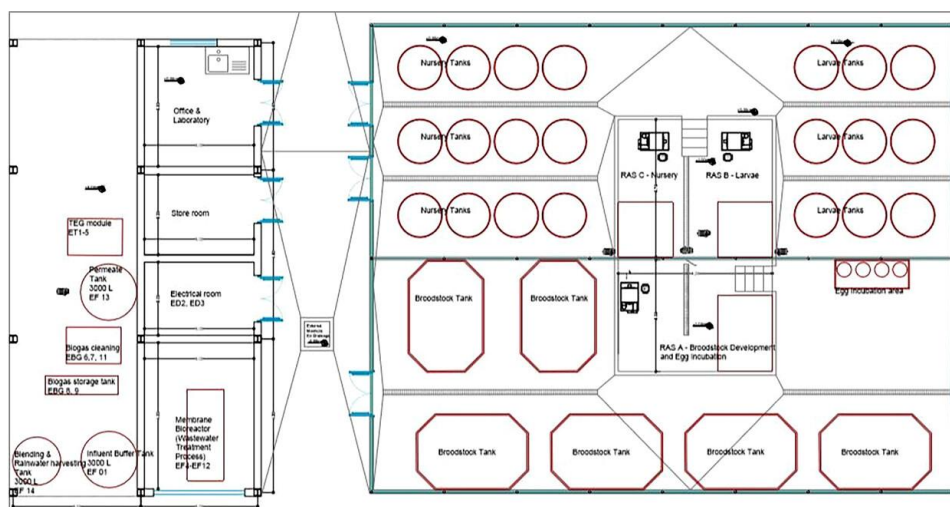 Nursery Tanks
Larvae Tanks
Office &
Laboratory
Nursery Tanks
Larvae Tanks
RAS C - Nursery
RAS B - Larvae
Store room
Nursery Tanks
Larvae Tanks
TEG module
ET1-5
Permeate
Tank
3000 L
EF 13
Electrical room
ED2, ED3
Broodstock Tank
Broodstock Tank
Egg Incubation area
Biogas cleaning
EBG 6,7, 11
RAS A - Broodstock Development
and Egg Incubation
Biogas storage tank
EBG 8, 9
Membrane
Bioreactor
(Wastewater
Treatment
Process)
EF4-EF12
Blending &
Rainwater harvesting
Tank
3000 L
EF 14
Influent Buffer Tank
3000 L
EF 01
Broodstock Tank
Broodstock Tank
Broodstock Tank
Broodstock Tank